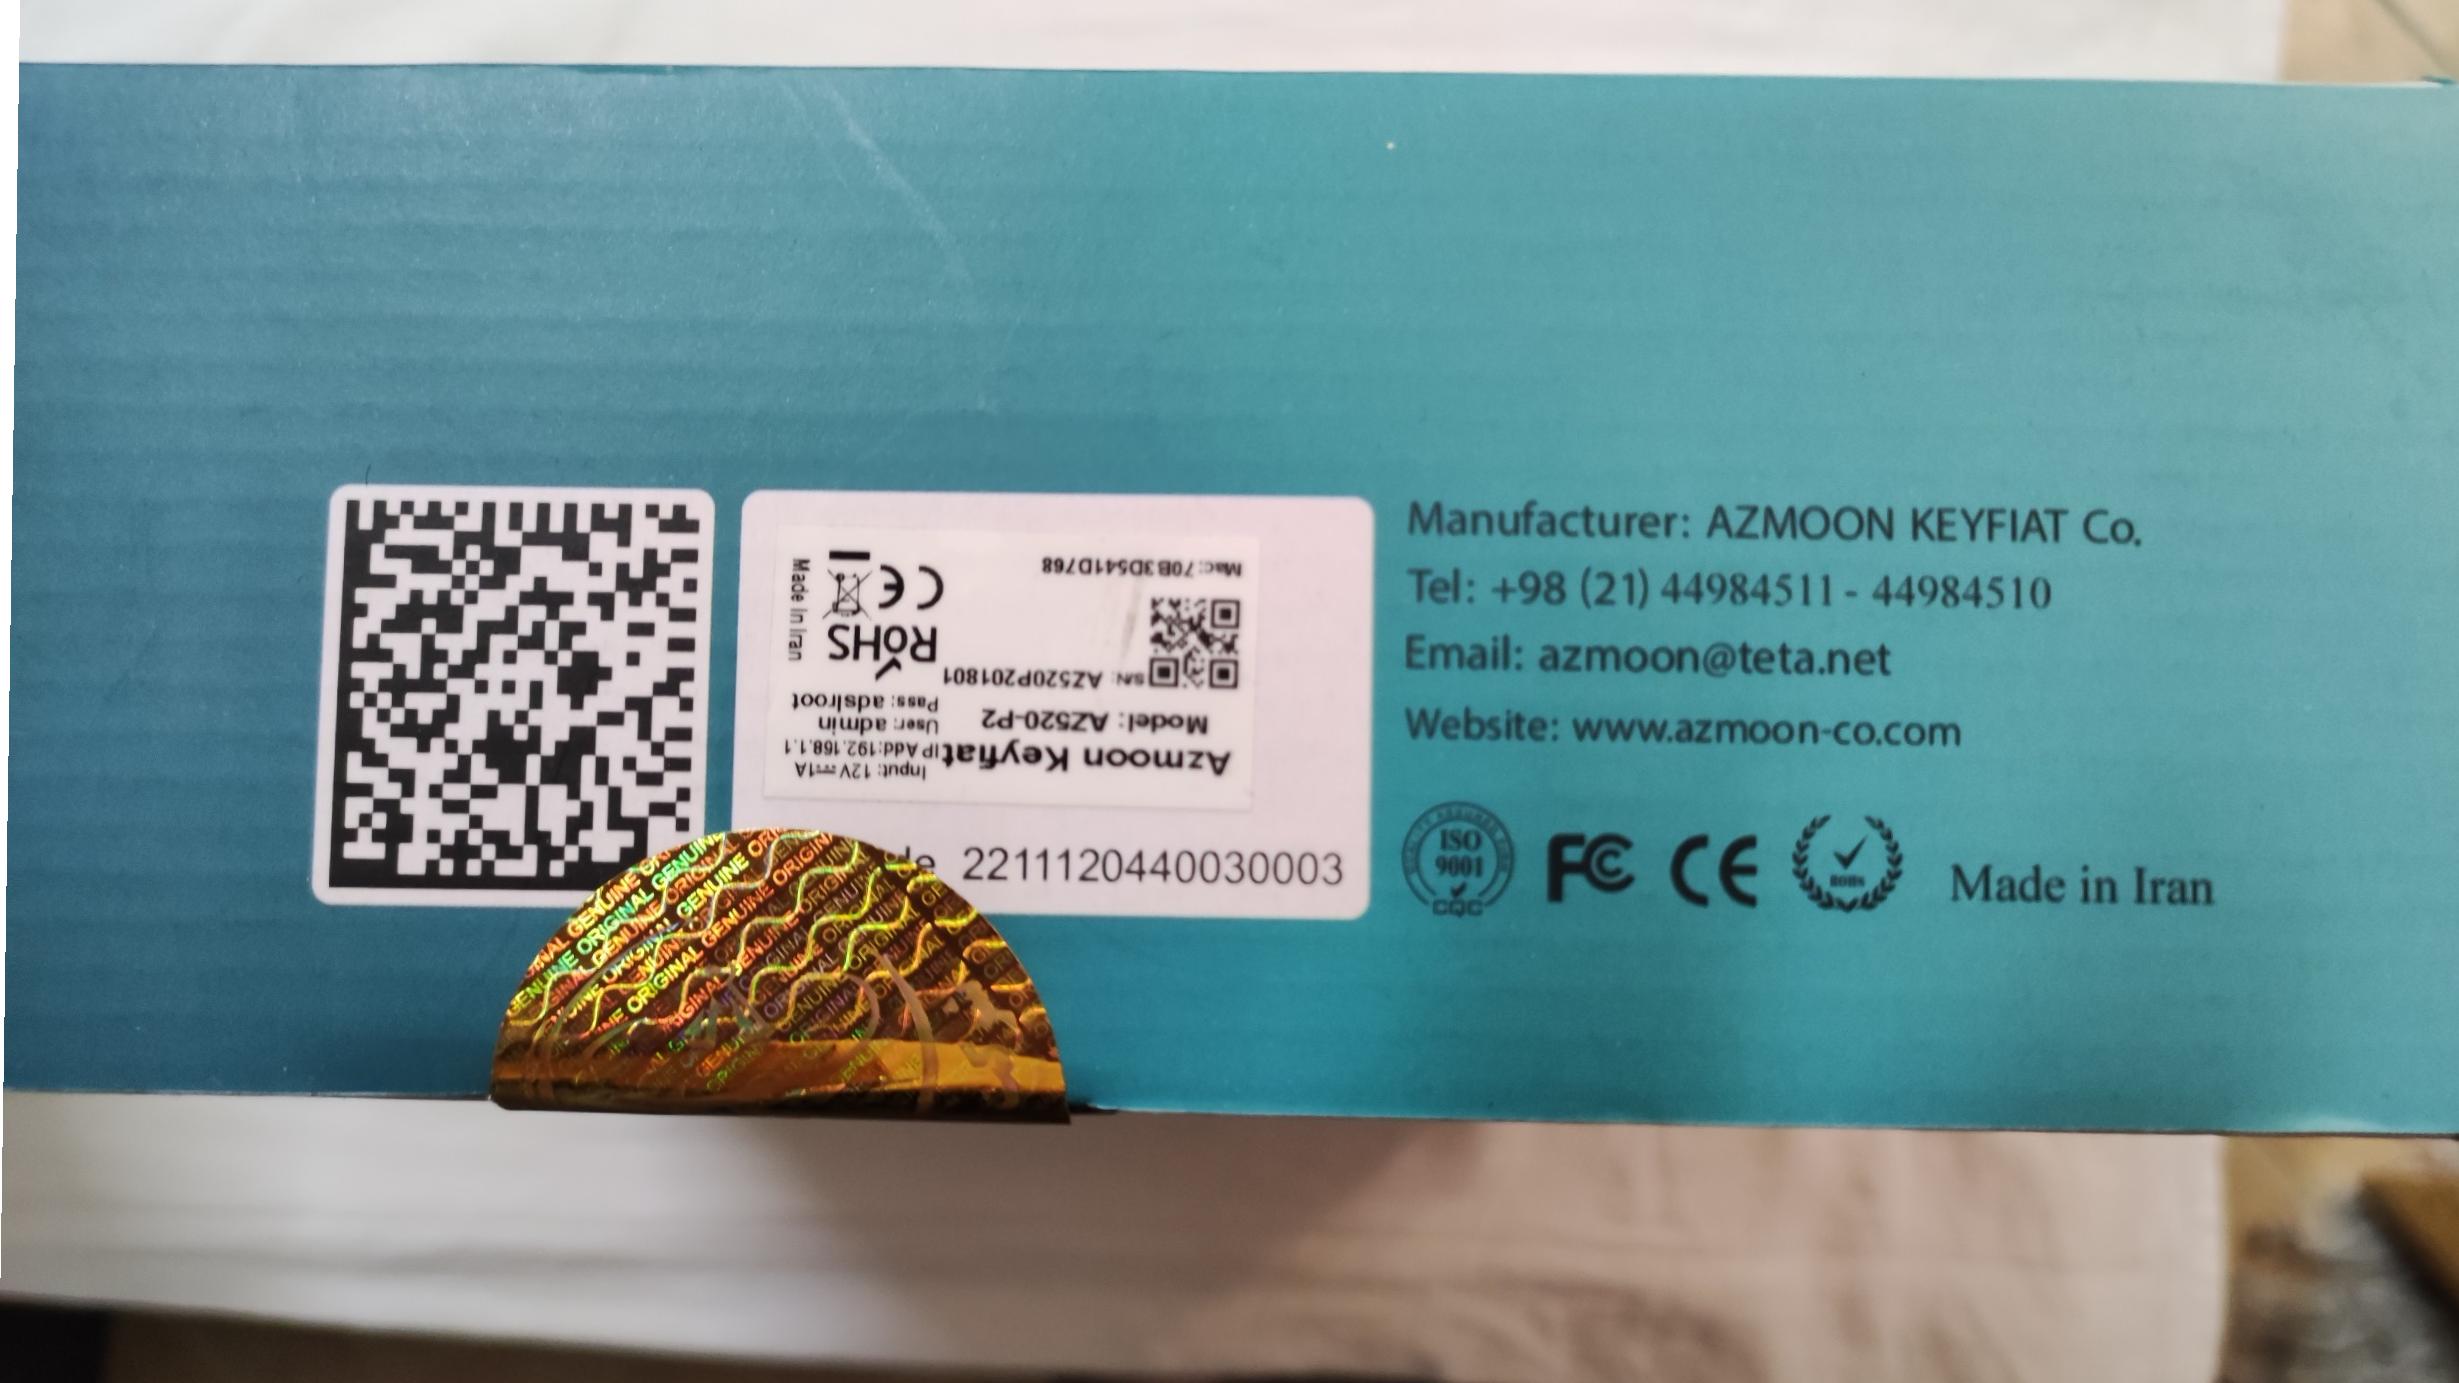 Manufacturer: AZMOON KEYFIAT Co.
Tel: +98 (21) 44984511 - 44984510
Email: azmoon@teta.net
Website: www.azmoon-co.com
ISO
9001
CQC
FC CE
ROHS
Made in Iran
2211120440030003
Azmoon Keyfiat
Model: AZ520-P2
S/N: AZ520P201801
Mac:70B3D541D768
Input: 12V⎓1A
IP Add:192.168.1.1
User: admin
Pass: adslroot
RoHS
CE
Made In Iran
GENUINE ORIGINAL GENUINE ORIGINAL